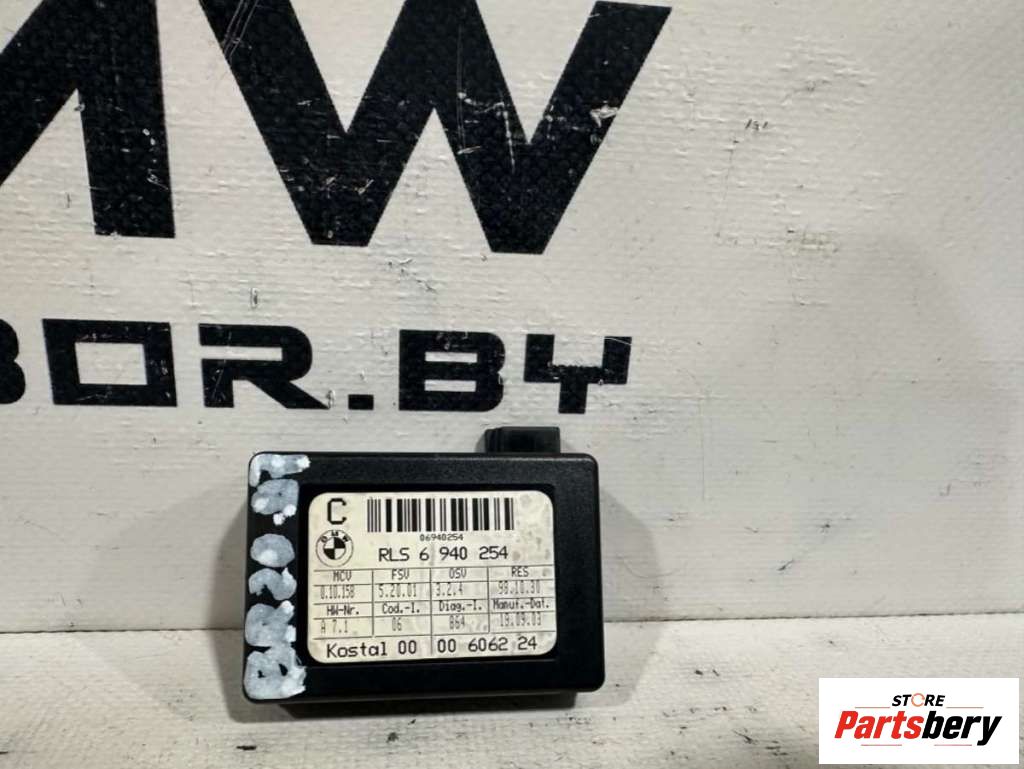 MW
BOR.BY
C
06940254
BMW
RLS 6 940 254
MCV FSV OSV RES
0.10.158 5.20.01 3.2.4 98.10.30
HW-Nr. Cod.-I. Diag.-I. Manuf.-Dat.
A 7.1 06 864 19.09.03
Kostal 00 00 6062 24
STORE
Partsbery